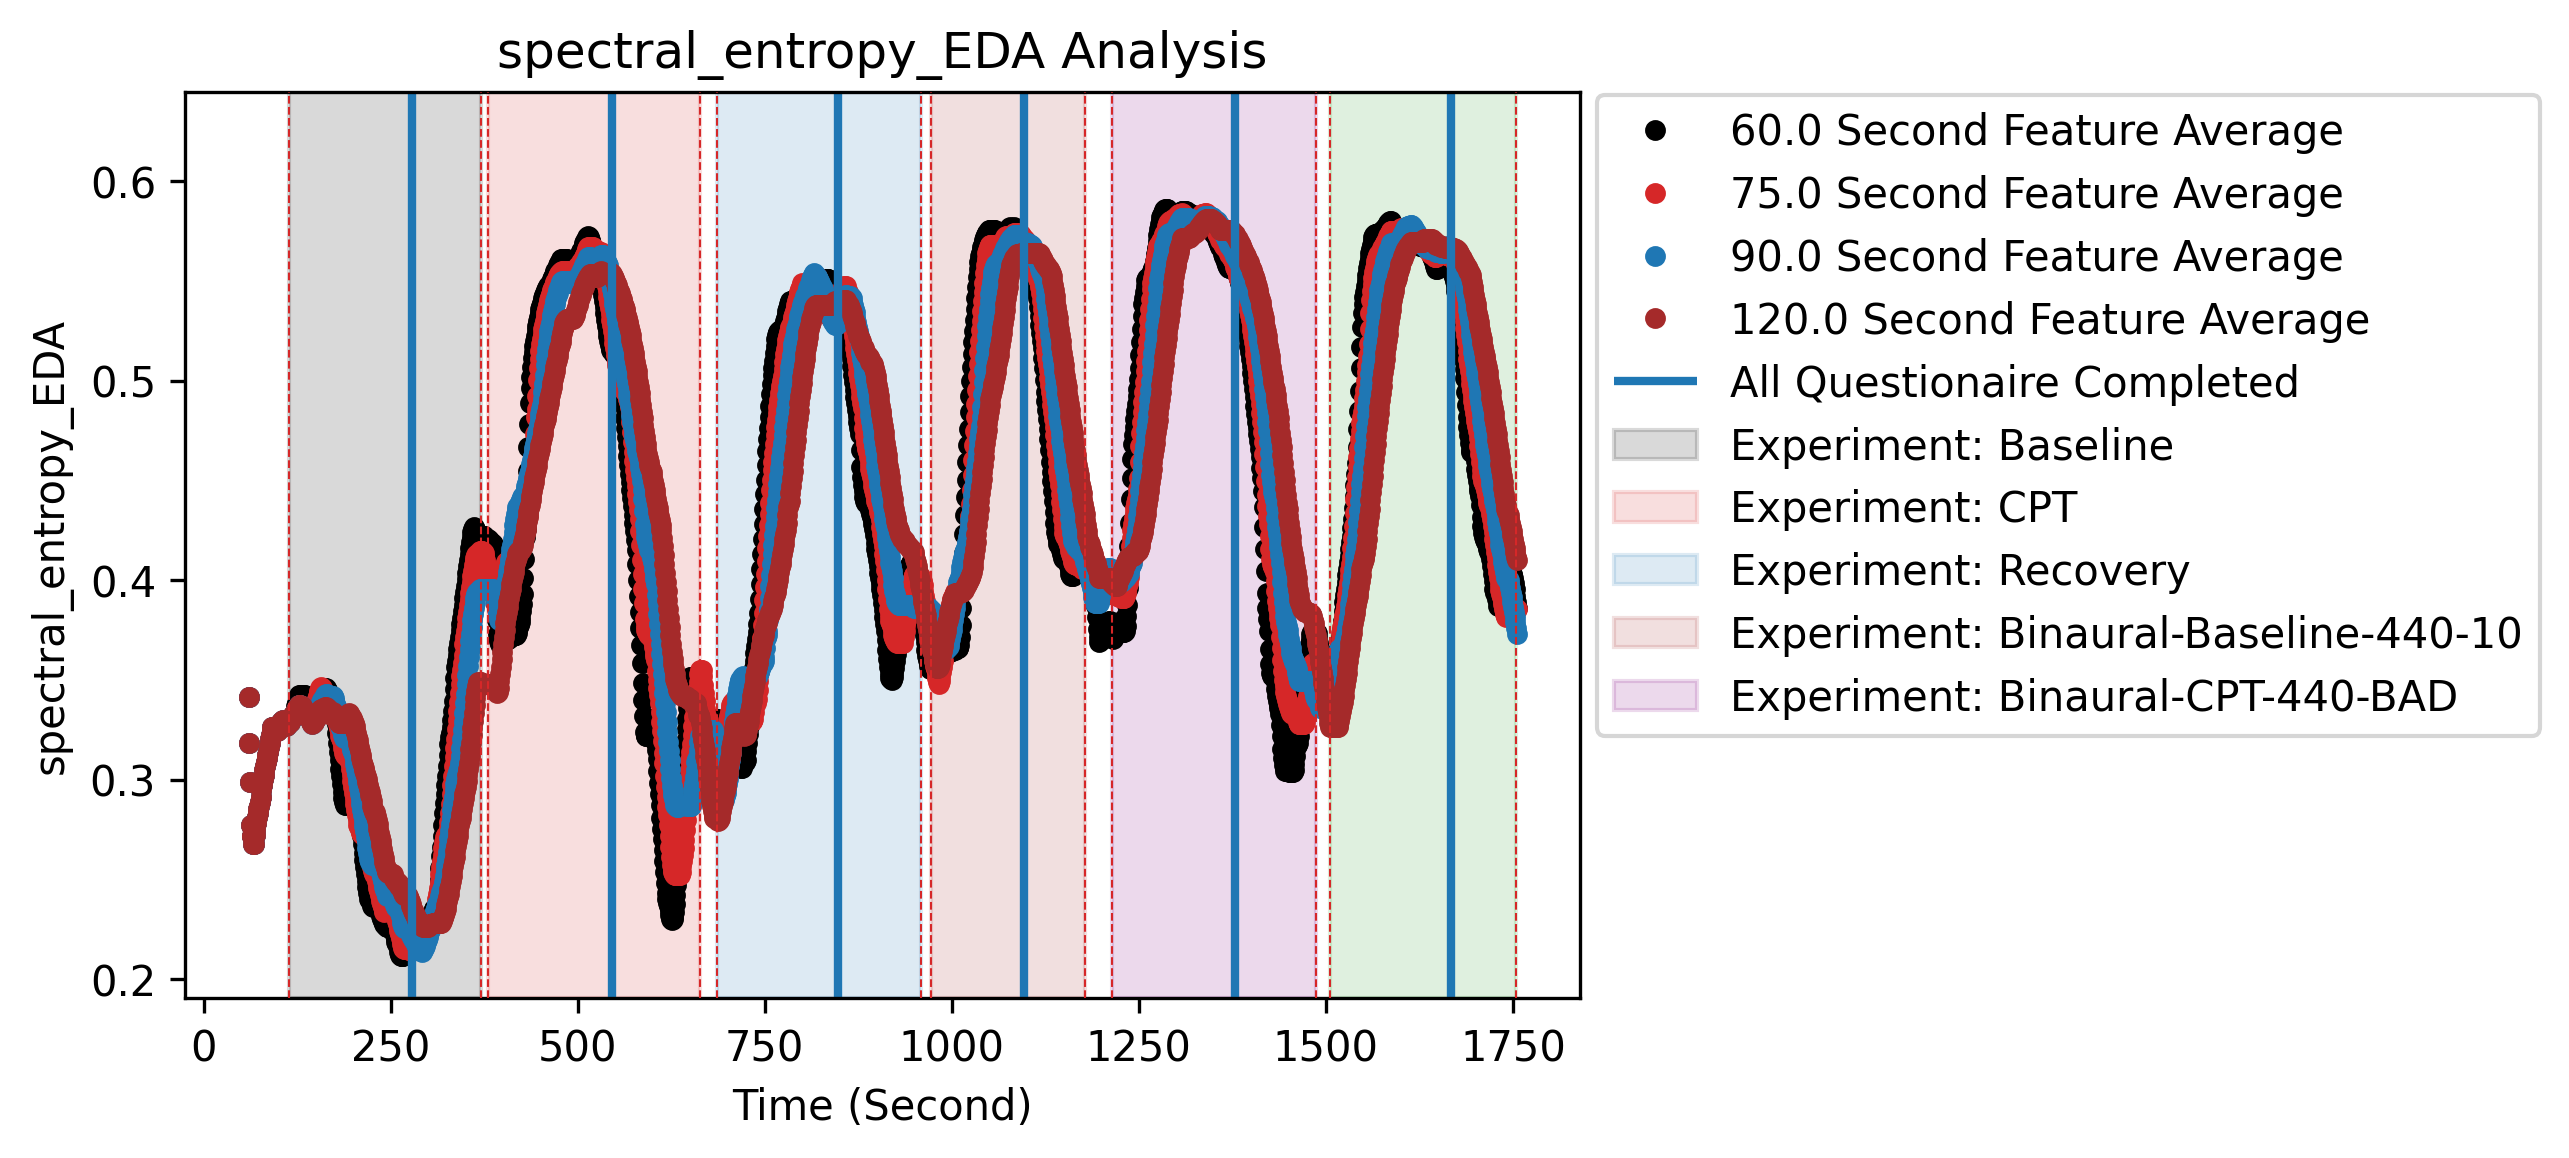 spectral_entropy_EDA Analysis
spectral_entropy_EDA
0.6
0.5
0.4
0.3
0.2
0 250 500 750 1000 1250 1500 1750
Time (Second)
60.0 Second Feature Average
75.0 Second Feature Average
90.0 Second Feature Average
120.0 Second Feature Average
All Questionaire Completed
Experiment: Baseline
Experiment: CPT
Experiment: Recovery
Experiment: Binaural-Baseline-440-10
Experiment: Binaural-CPT-440-BAD